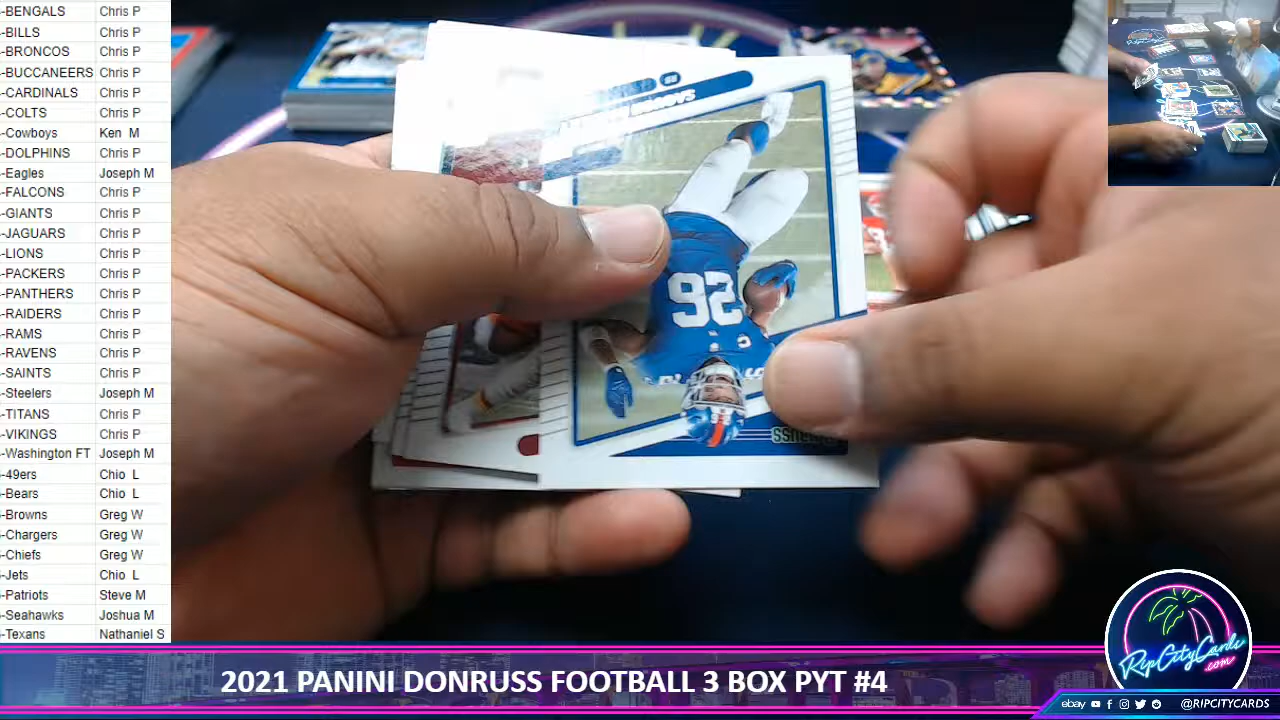 -BENGALS Chris P
-BILLS Chris P
-BRONCOS Chris P
-BUCCANEERS Chris P
-CARDINALS Chris P
-COLTS Chris P
-Cowboys Ken M
-DOLPHINS Chris P
-Eagles Joseph M
-FALCONS Chris P
-GIANTS Chris P
-JAGUARS Chris P
-LIONS Chris P
-PACKERS Chris P
-PANTHERS Chris P
-RAIDERS Chris P
-RAMS Chris P
-RAVENS Chris P
-SAINTS Chris P
-Steelers Joseph M
-TITANS Chris P
-VIKINGS Chris P
-Washington FT Joseph M
-49ers Chio L
-Bears Chio L
-Browns Greg W
-Chargers Greg W
-Chiefs Greg W
-Jets Chio L
-Patriots Steve M
-Seahawks Joshua M
-Texans Nathaniel S
26
RipCityCards
.com
2021 PANINI DONRUSS FOOTBALL 3 BOX PYT #4
ebay @RIPCITYCARDS